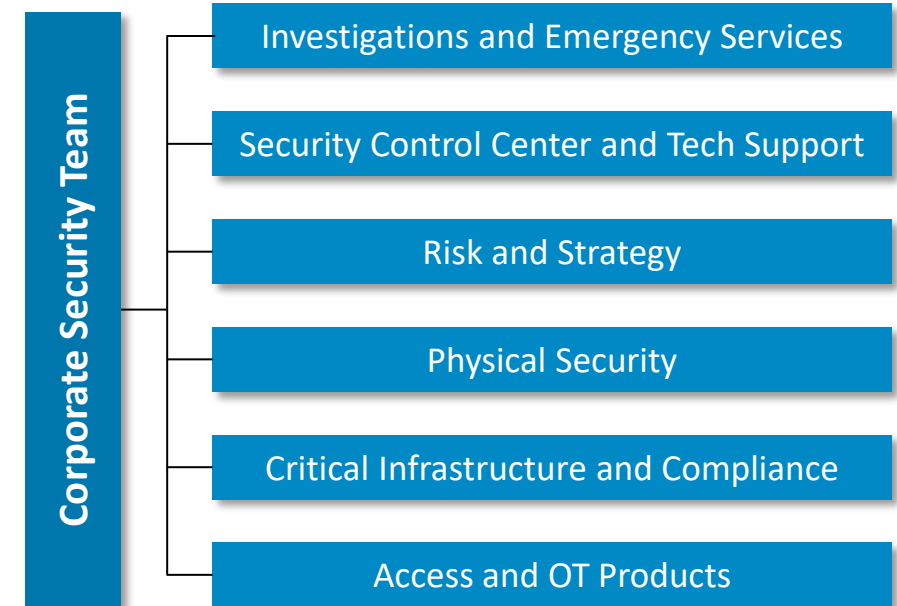 Corporate Security Team
Investigations and Emergency Services
Security Control Center and Tech Support
Risk and Strategy
Physical Security
Critical Infrastructure and Compliance
Access and OT Products